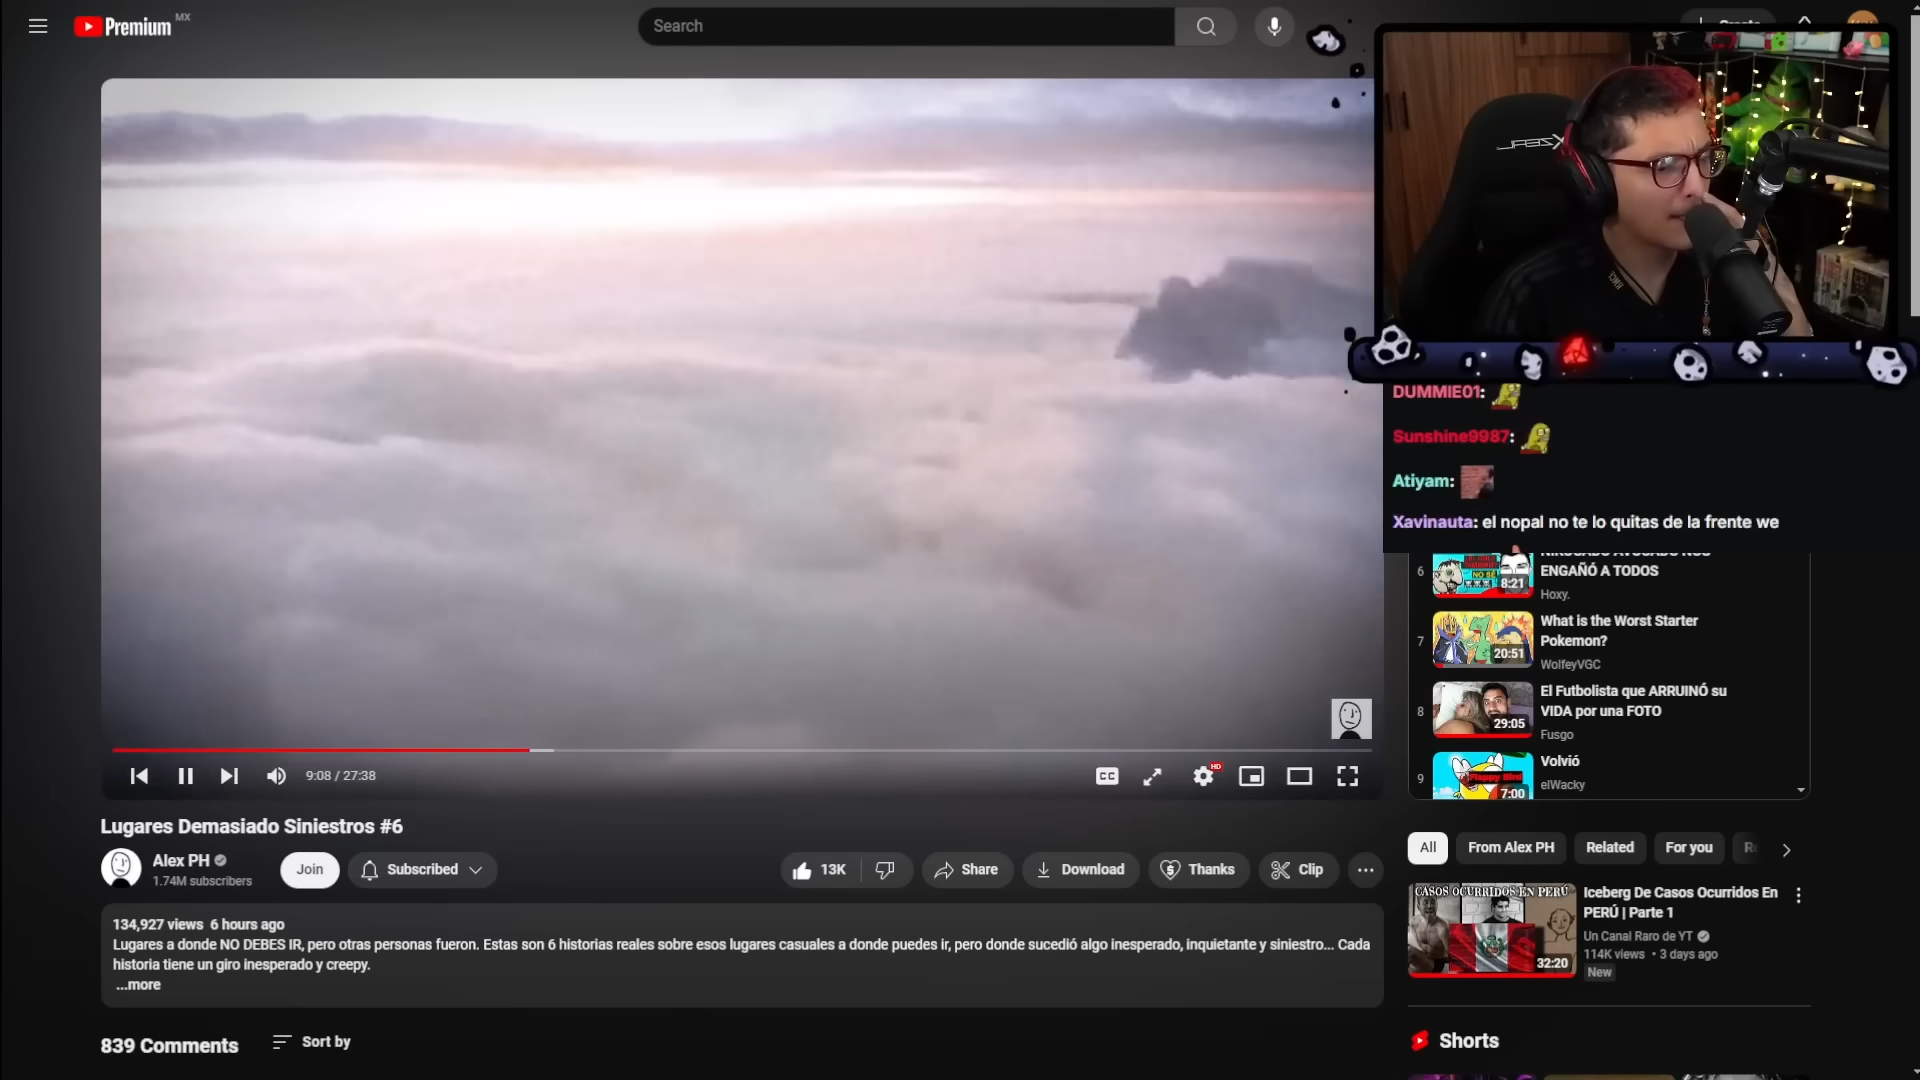 Premium MX
Search
DUMMIE01:
Sunshine9987:
Atiyam:
Xavinauta: el nopal no te lo quitas de la frente we
6
ENGAÑÓ A TODOS
8:21
Hoxy.
7
What is the Worst Starter
Pokemon?
20:51
WolfeyVGC
8
El Futbolista que ARRUINÓ su
VIDA por una FOTO
29:05
Fusgo
9
Volvió
Flappy Bird
elWacky
7:00
9:08 / 27:38
CC
HD
Lugares Demasiado Siniestros #6
Alex PH
1.74M subscribers
Join
Subscribed
13K
Share
Download
Thanks
Clip
134,927 views 6 hours ago
Lugares a donde NO DEBES IR, pero otras personas fueron. Estas son 6 historias reales sobre esos lugares casuales a donde puedes ir, pero donde sucedió algo inesperado, inquietante y siniestro... Cada
historia tiene un giro inesperado y creepy.
...more
839 Comments
Sort by
All
From Alex PH
Related
For you
CASOS OCURRIDOS EN PERÚ
32:20
Iceberg De Casos Ocurridos En
PERÚ | Parte 1
Un Canal Raro de YT
114K views • 3 days ago
New
Shorts